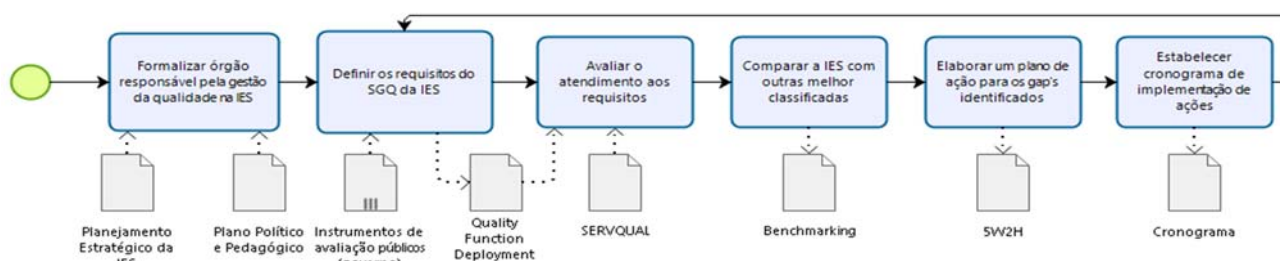 Formalizar órgão
responsável pela gestão
da qualidade na IES
Definir os requisitos do
SGQ da IES
Avaliar o
atendimento aos
requisitos
Comparar a IES com
outras melhor
classificadas
Elaborar um plano de
ação para os gap's
identificados
Estabelecer
cronograma de
implementação de
ações
Planejamento
Estratégico da
IES
Plano Político
e Pedagógico
Instrumentos de
avaliação públicos
Quality
Function
Deployment
SERVQUAL
Benchmarking
5W2H
Cronograma